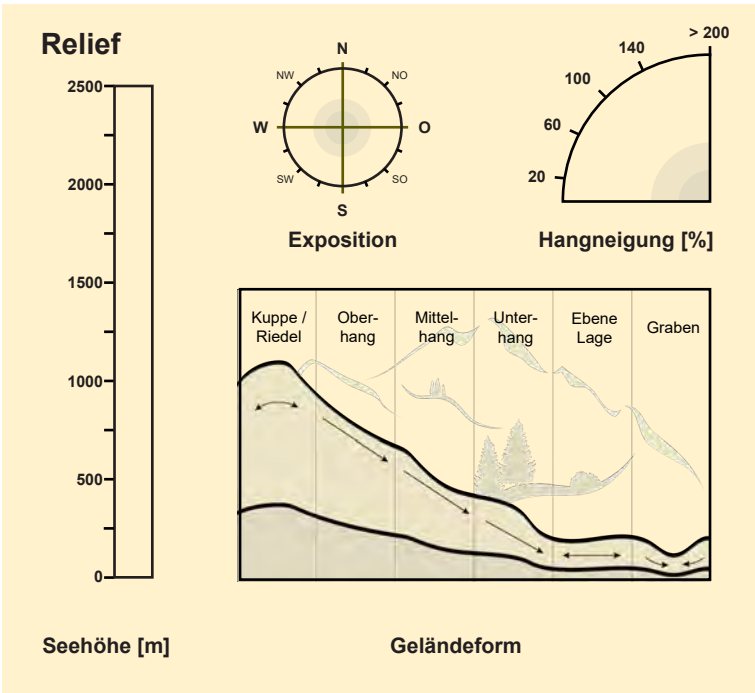 Relief
2500
2000
1500
1000
500
0
Seehöhe [m]
N
NW
NO
W
O
SW
SO
S
Exposition
> 200
140
100
60
20
Hangneigung [%]
Kuppe /
Riedel
Ober-
hang
Mittel-
hang
Unter-
hang
Ebene
Lage
Graben
Geländeform